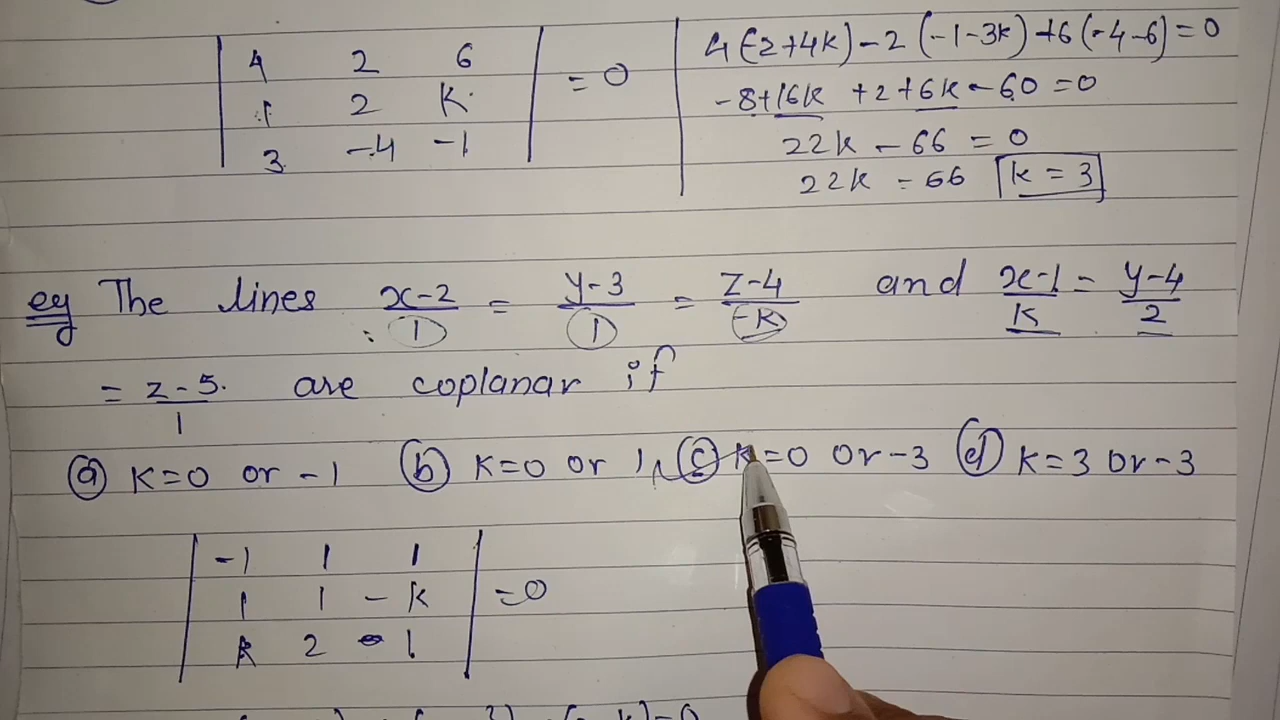 4 2 6
1 2 K = 0
3 -4 -1
4(-2+4k) - 2(-1-3k) +6(-4-6) = 0
-8+16k +2+6k - 60 = 0
22k - 66 = 0
22k = 66 k = 3
eg The lines x-2/1 = y-3/1 = z-4/-k and x-1/k = y-4/2
= z-5/1 are coplanar if
(a) K=0 or -1 (b) K=0 or 1, (c) K=0 or -3 (d) K=3 or -3
-1 1 1
1 1 -k = 0
k 2 1